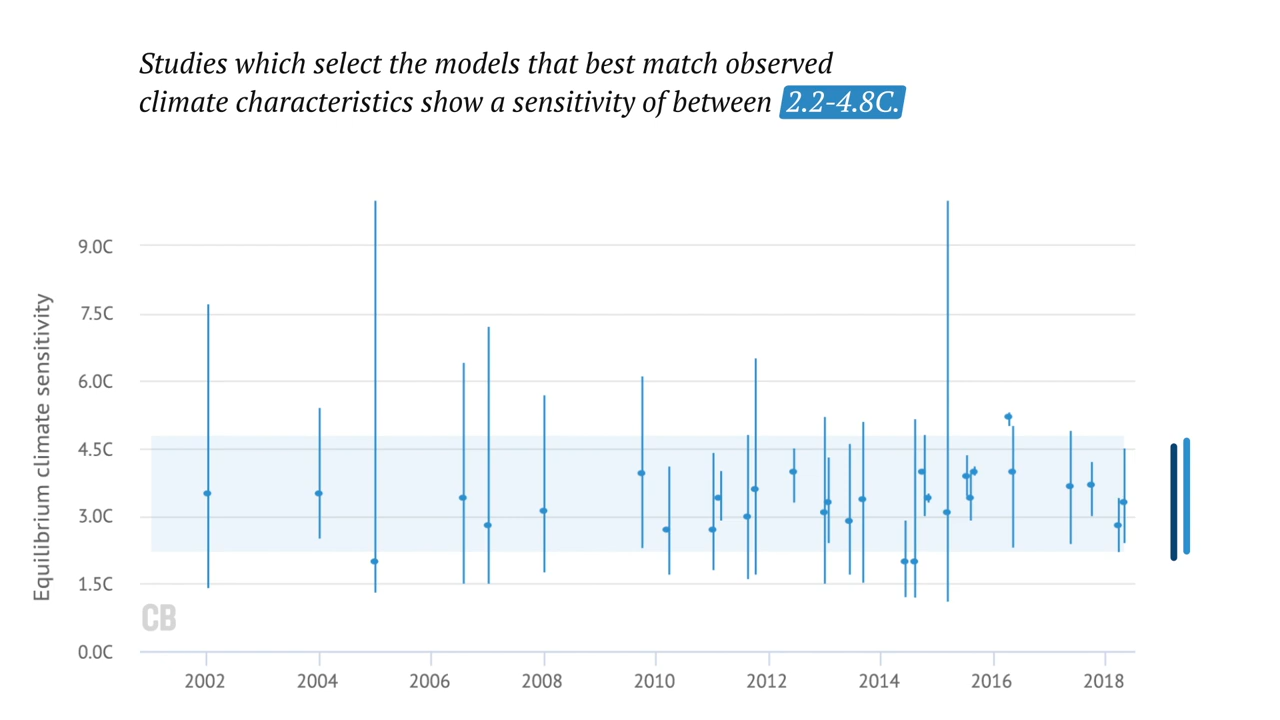 Studies which select the models that best match observed
climate characteristics show a sensitivity of between 2.2-4.8C.
Equilibrium climate sensitivity
9.0C
7.5C
6.0C
4.5C
3.0C
1.5C
0.0C
CB
2002 2004 2006 2008 2010 2012 2014 2016 2018